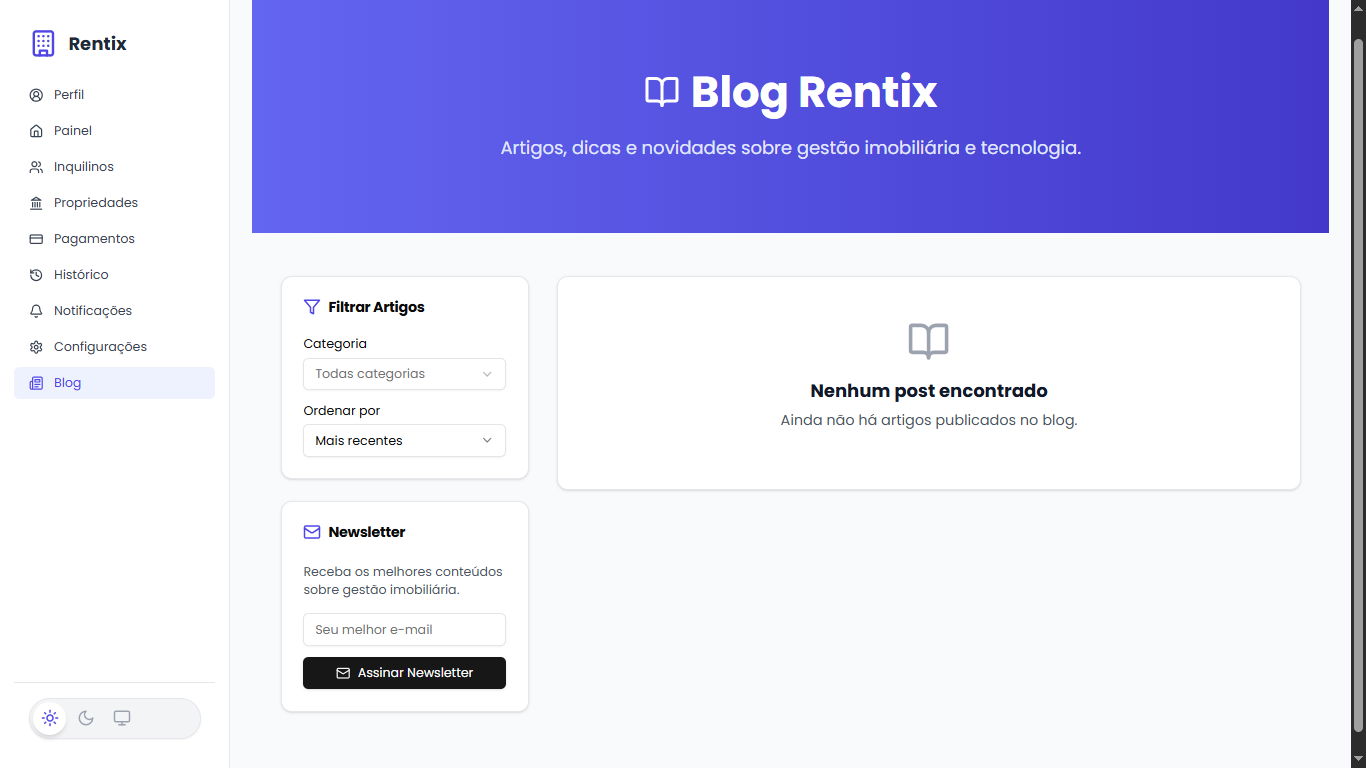 Rentix
Perfil
Painel
Inquilinos
Propriedades
Pagamentos
Histórico
Notificações
Configurações
Blog
Blog Rentix
Artigos, dicas e novidades sobre gestão imobiliária e tecnologia.
Filtrar Artigos
Categoria
Todas categorias
Ordenar por
Mais recentes
Newsletter
Receba os melhores conteúdos
sobre gestão imobiliária.
Seu melhor e-mail
Assinar Newsletter
Nenhum post encontrado
Ainda não há artigos publicados no blog.